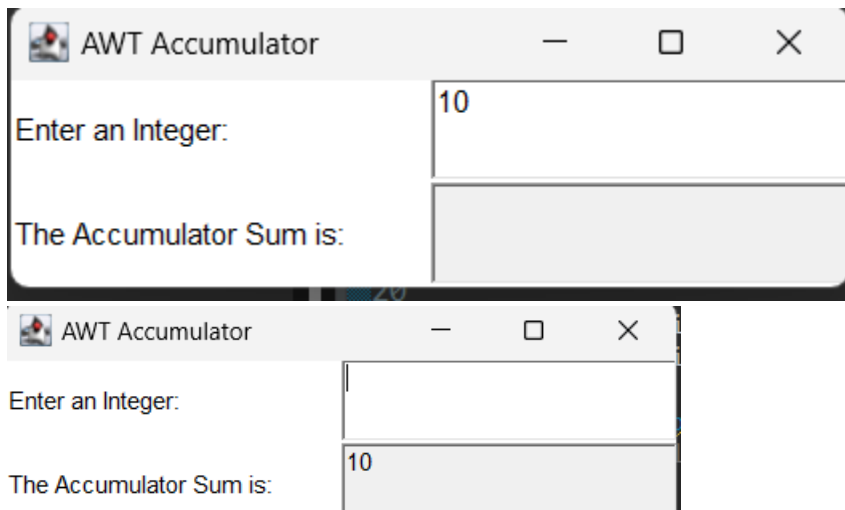 AWT Accumulator
Enter an Integer: 10
The Accumulator Sum is:
20
AWT Accumulator
Enter an Integer:
The Accumulator Sum is: 10